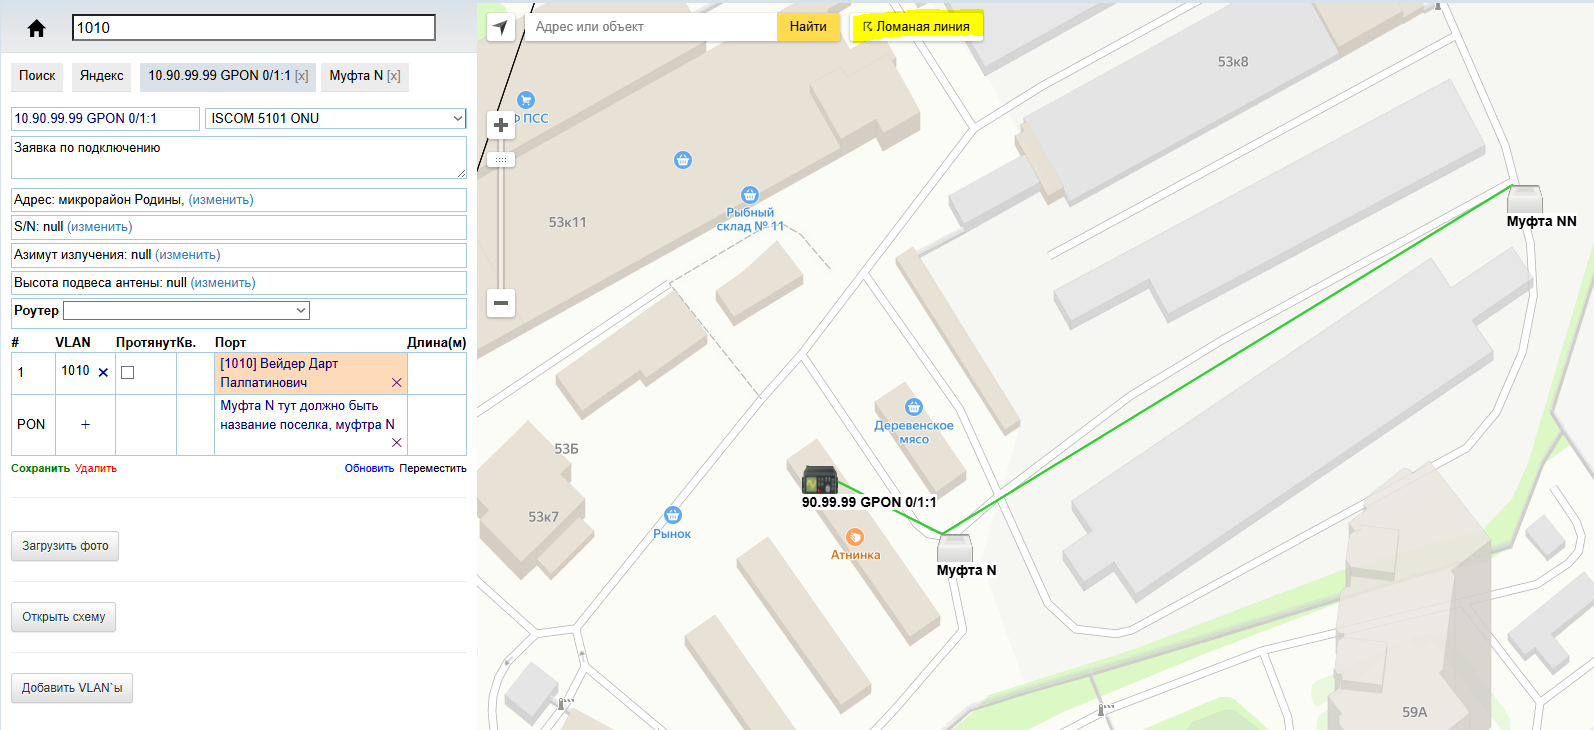 1010
Поиск
Яндекс
10.90.99.99 GPON 0/1:1 [x]
Муфта N [x]
10.90.99.99 GPON 0/1:1
ISCOM 5101 ONU
Заявка по подключению
Адрес: микрорайон Родины, (изменить)
S/N: null (изменить)
Азимут излучения: null (изменить)
Высота подвеса антены: null (изменить)
Роутер
# VLAN ПротянутКв. Порт Длина(м)
1 1010 × [1010] Вейдер Дарт
Палпатинович ×
PON + Муфта N тут должно быть
название поселка, муфтра N
×
Сохранить Удалить Обновить Переместить
Загрузить фото
Открыть схему
Добавить VLAN`ы
Адрес или объект
Найти
Ломаная линия
53к8
ПСС
53к11
Рыбный
склад № 11
Муфта NN
Деревенское
мясо
53Б
53к7
Рынок
90.99.99 GPON 0/1:1
Атнинка
Муфта N
59А